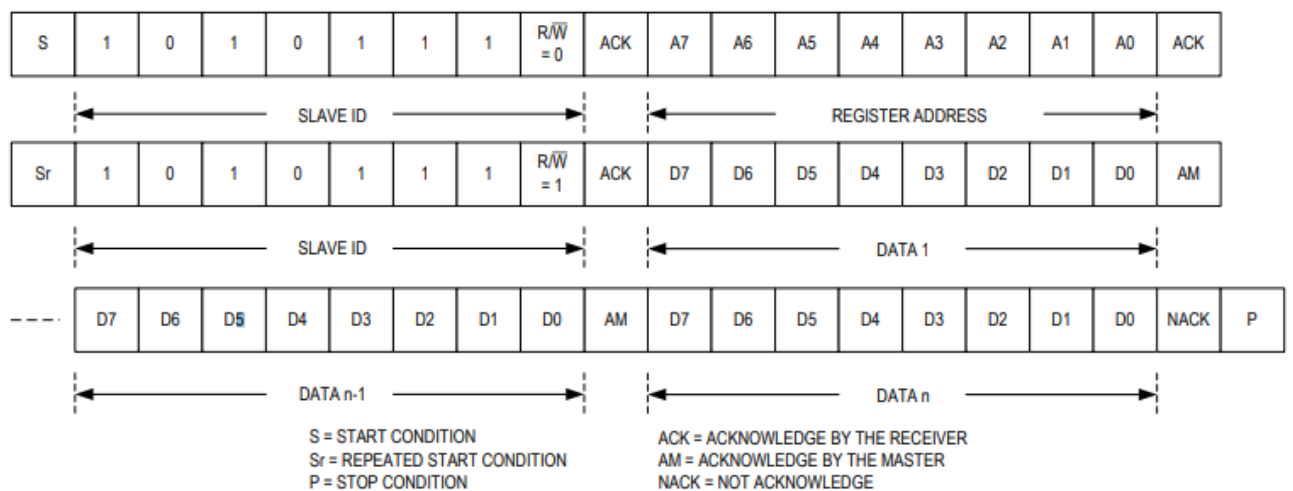 S 1 0 1 0 1 1 1 R/W̅ = 0 ACK A7 A6 A5 A4 A3 A2 A1 A0 ACK
SLAVE ID REGISTER ADDRESS
Sr 1 0 1 0 1 1 1 R/W̅ = 1 ACK D7 D6 D5 D4 D3 D2 D1 D0 AM
SLAVE ID DATA 1
D7 D6 D5 D4 D3 D2 D1 D0 AM D7 D6 D5 D4 D3 D2 D1 D0 NACK P
DATA n-1 DATA n
S = START CONDITION ACK = ACKNOWLEDGE BY THE RECEIVER
Sr = REPEATED START CONDITION AM = ACKNOWLEDGE BY THE MASTER
P = STOP CONDITION NACK = NOT ACKNOWLEDGE